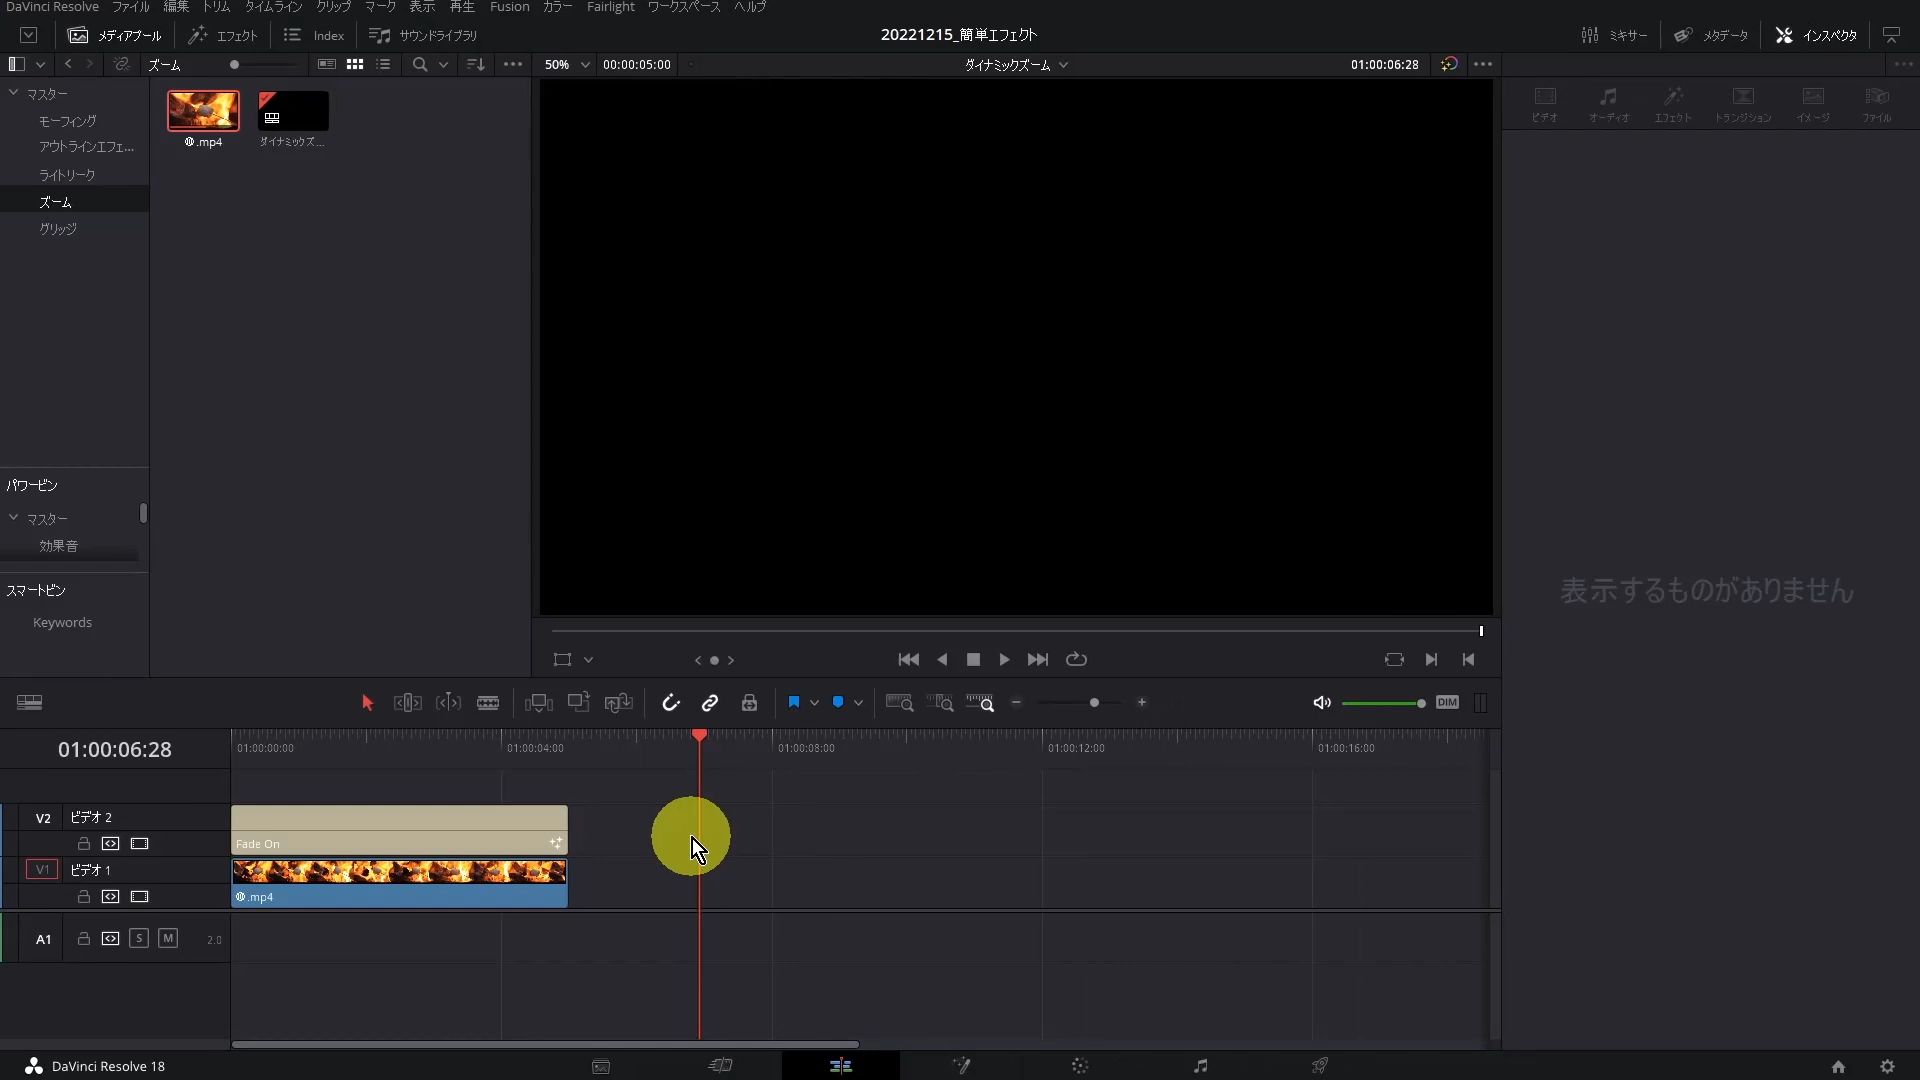 DaVinci Resolve ファイル 編集 トリム タイムライン クリップ マーク 表示 再生 Fusion カラー Fairlight ワークスペース ヘルプ
メディアプール エフェクト Index サウンドライブラリ 20221215_簡単エフェクト ミキサー メタデータ インスペクタ
ズーム 50% 00:00:05:00 ダイナミックズーム 01:00:06:28
マスター
モーフィング
アウトラインエフェ...
ライトリーク
ズーム
グリッジ
.mp4 ダイナミックズ...
ビデオ オーディオ エフェクト トランジション イメージ ファイル
パワービン
マスター
効果音
スマートビン
Keywords
表示するものがありません
DIM
01:00:06:28 01:00:00:00 01:00:04:00 01:00:08:00 01:00:12:00 01:00:16:00
V2 ビデオ 2
Fade On
V1 ビデオ 1
.mp4
A1 S M 2.0
DaVinci Resolve 18